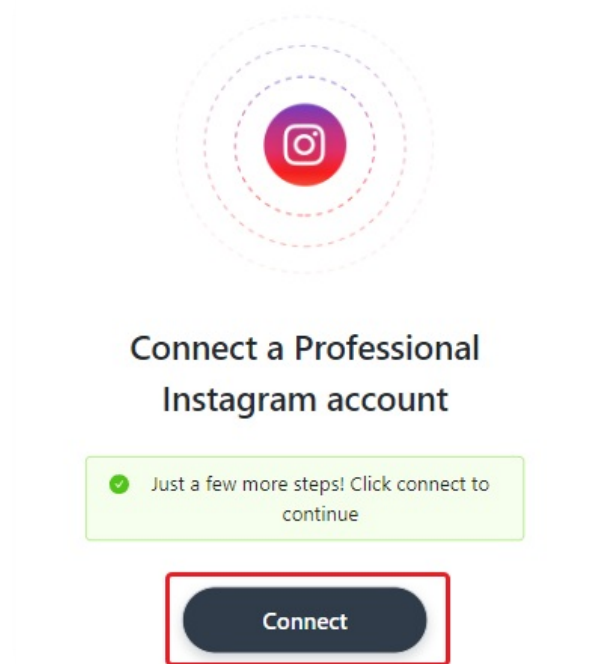 Connect a Professional
Instagram account
Just a few more steps! Click connect to
continue
Connect